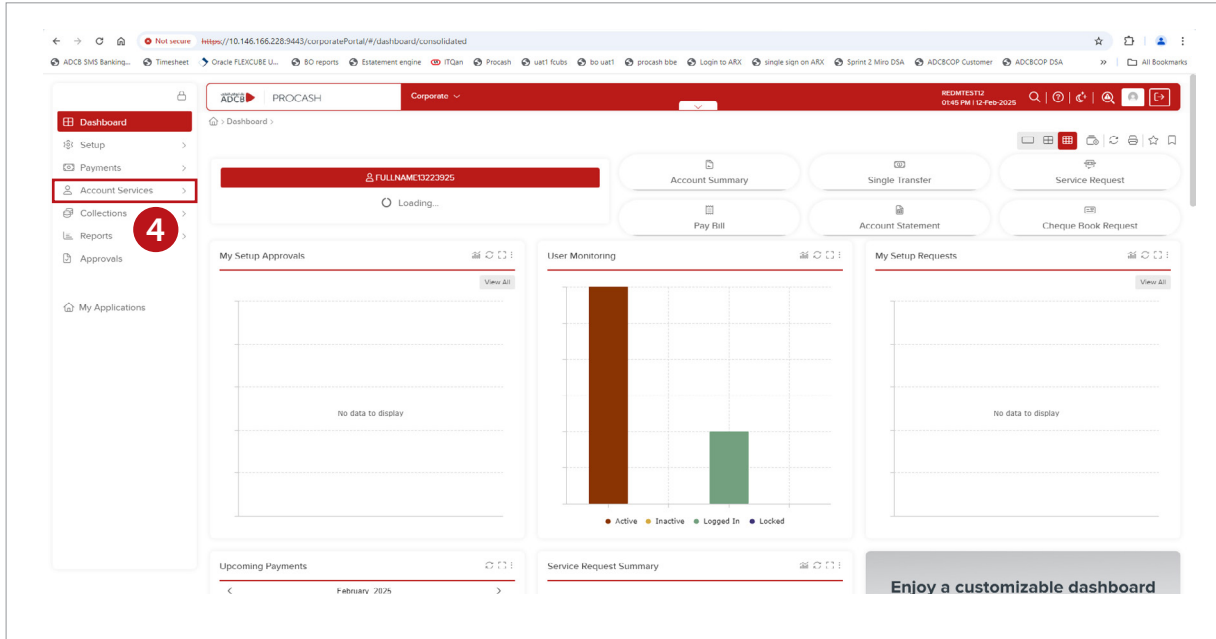 Not secure https://10.146.166.228:9443/corporatePortal/#/dashboard/consolidated
ADCB SMS Banking... Timesheet Oracle FLEXCUBE U... BO reports Estatement engine ITQan Procash uat1 fcubs bo uat1 procash bbe Login to ARX single sign on ARX Sprint 2 Miro DSA ADCBCOP Customer ADCBCOP DSA » All Bookmarks
ADCB PROCASH Corporate REDMTEST12
01:45 PM | 12-Feb-2025
Dashboard
> Dashboard >
Setup
Payments
Account Services
Collections
Reports
Approvals
My Applications
4
FULLNAME13223925
Loading...
Account Summary Single Transfer Service Request
Pay Bill Account Statement Cheque Book Request
My Setup Approvals User Monitoring My Setup Requests
View All View All
No data to display No data to display
Active Inactive Logged In Locked
Upcoming Payments Service Request Summary
February 2025
Enjoy a customizable dashboard